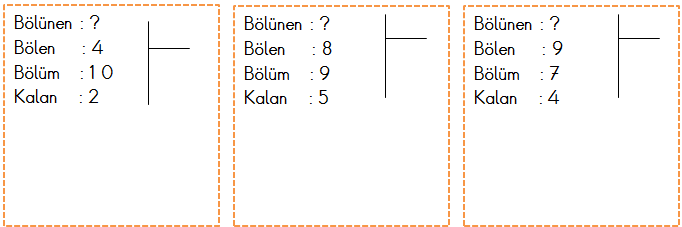 Bölünen : ?
Bölen : 4
Bölüm : 10
Kalan : 2
Bölünen : ?
Bölen : 8
Bölüm : 9
Kalan : 5
Bölünen : ?
Bölen : 9
Bölüm : 7
Kalan : 4